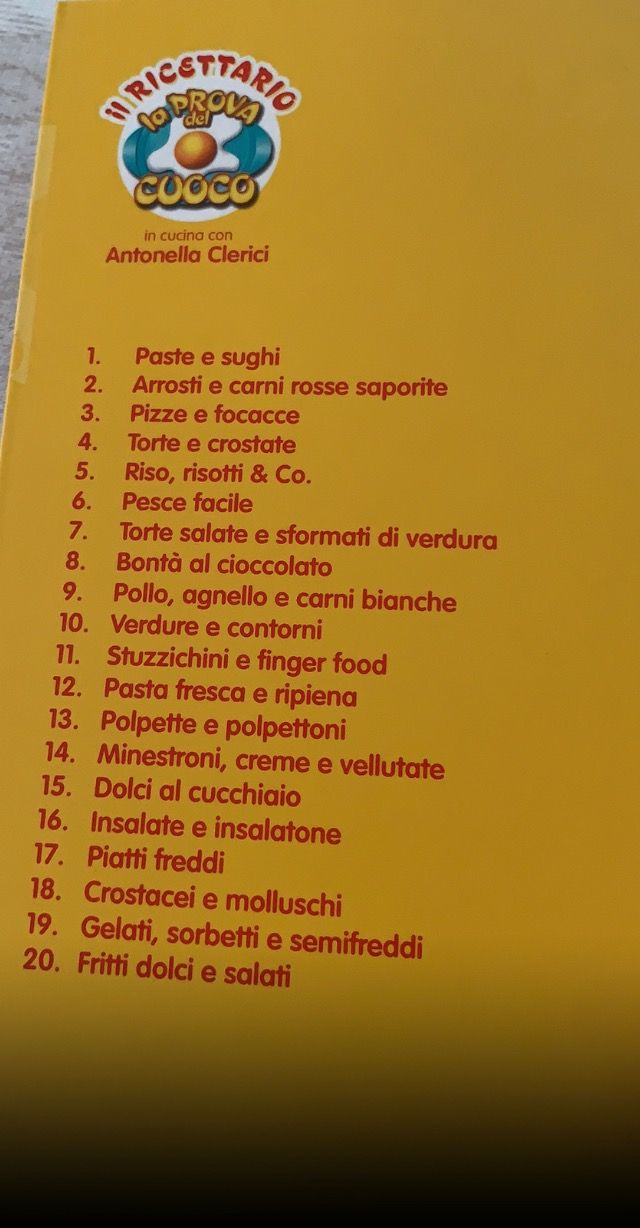 il RICETTARIO
la PROVA
del
CUOCO
in cucina con
Antonella Clerici
1. Paste e sughi
2. Arrosti e carni rosse saporite
3. Pizze e focacce
4. Torte e crostate
5. Riso, risotti & Co.
6. Pesce facile
7. Torte salate e sformati di verdura
8. Bontà al cioccolato
9. Pollo, agnello e carni bianche
10. Verdure e contorni
11. Stuzzichini e finger food
12. Pasta fresca e ripiena
13. Polpette e polpettoni
14. Minestroni, creme e vellutate
15. Dolci al cucchiaio
16. Insalate e insalatone
17. Piatti freddi
18. Crostacei e molluschi
19. Gelati, sorbetti e semifreddi
20. Fritti dolci e salati